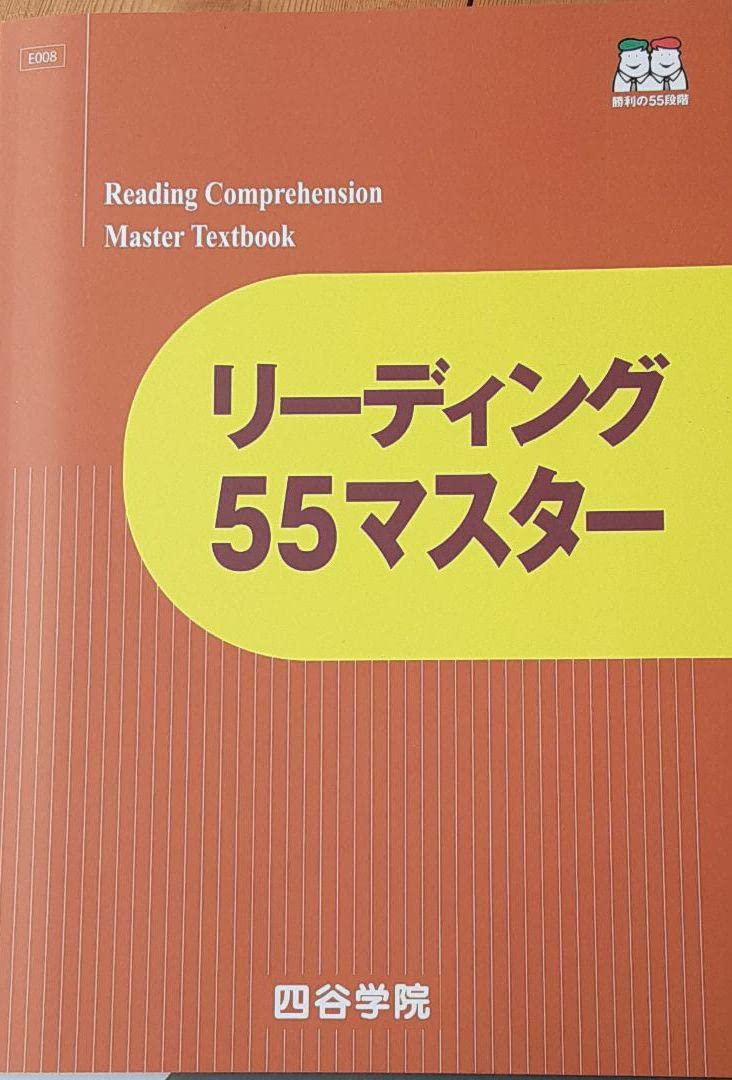 E008
勝利の55段階
Reading Comprehension
Master Textbook
リーディング
55マスター
四谷学院